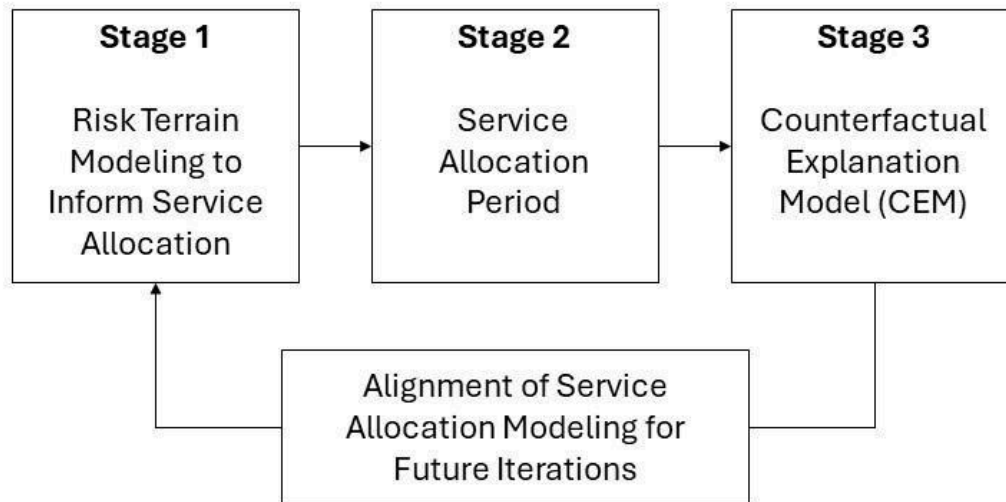 Stage 1
Risk Terrain
Modeling to
Inform Service
Allocation
Stage 2
Service
Allocation
Period
Stage 3
Counterfactual
Explanation
Model (CEM)
Alignment of Service
Allocation Modeling for
Future Iterations